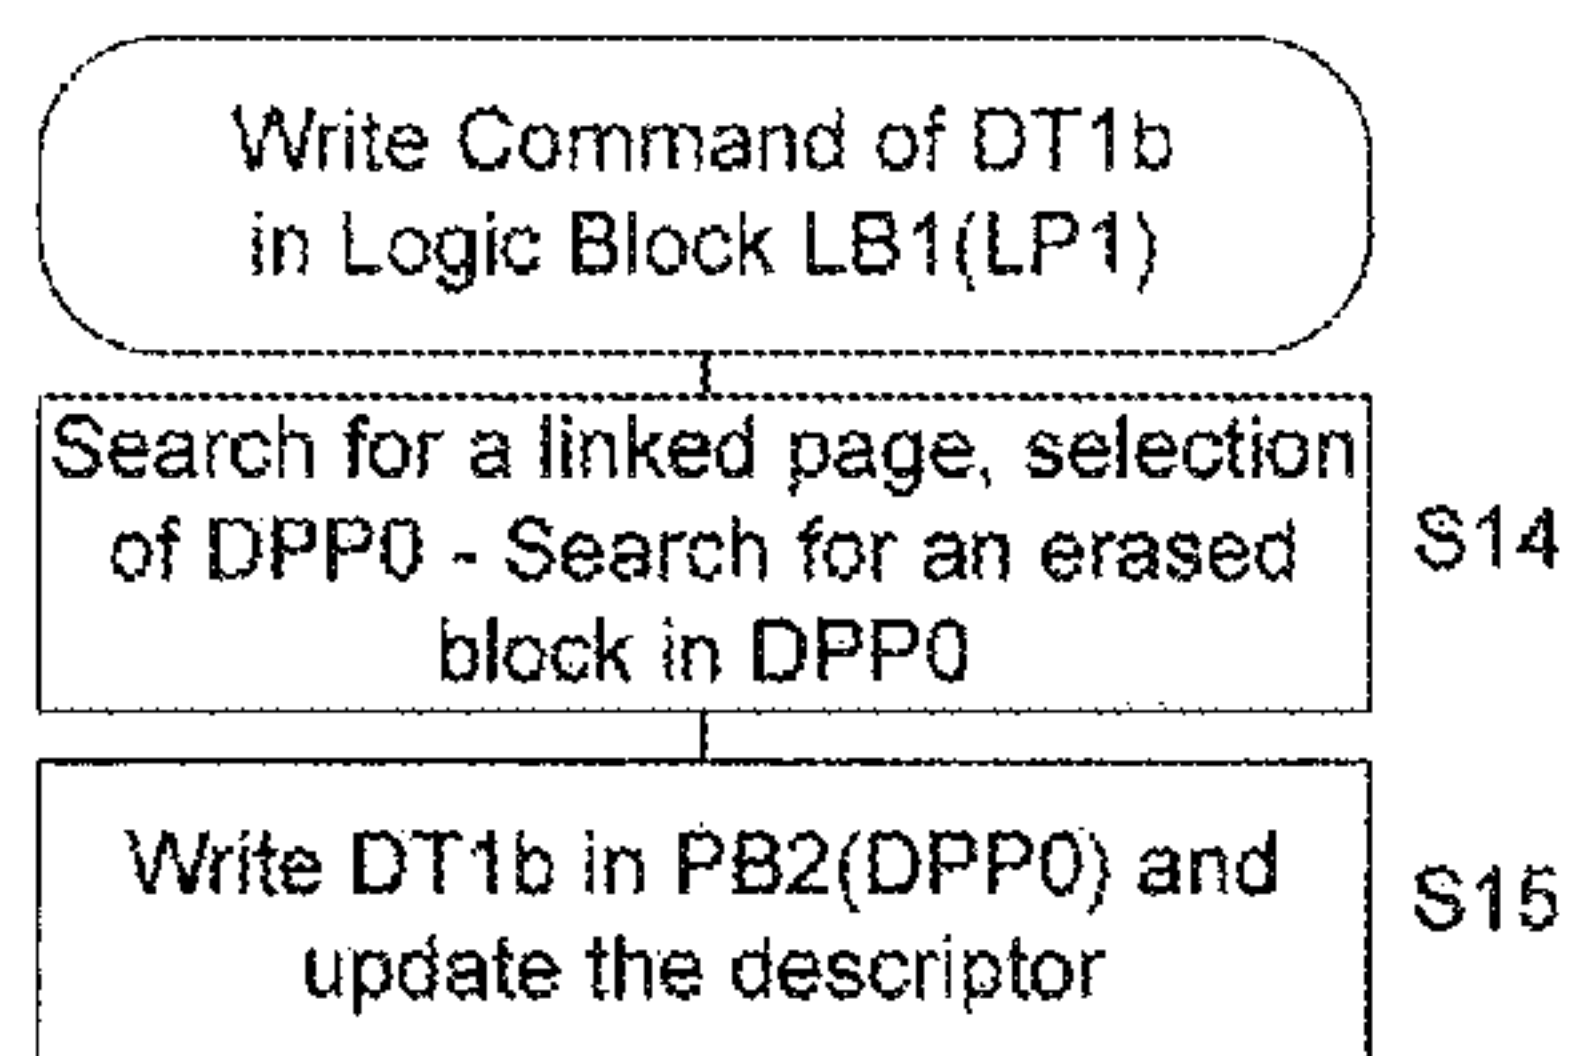 Write Command of DT1b
in Logic Block LB1(LP1)
Search for a linked page, selection
of DPP0 - Search for an erased
block in DPP0
S14
Write DT1b in PB2(DPP0) and
update the descriptor
S15